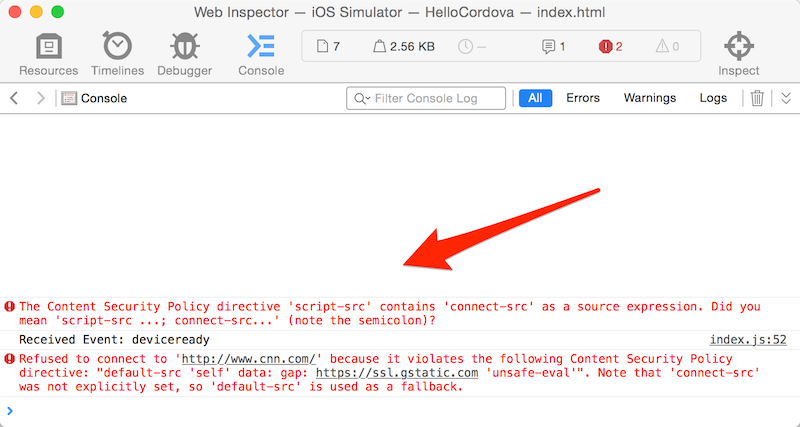 Web Inspector — iOS Simulator — HelloCordova — index.html
7 2.56 KB — 1 2 0
Resources Timelines Debugger Console Inspect
Console Filter Console Log All Errors Warnings Logs
The Content Security Policy directive 'script-src' contains 'connect-src' as a source expression. Did you
mean 'script-src ...; connect-src...' (note the semicolon)?
Received Event: deviceready index.js:52
Refused to connect to 'http://www.cnn.com/' because it violates the following Content Security Policy
directive: "default-src 'self' data: gap: https://ssl.gstatic.com 'unsafe-eval'". Note that 'connect-src'
was not explicitly set, so 'default-src' is used as a fallback.